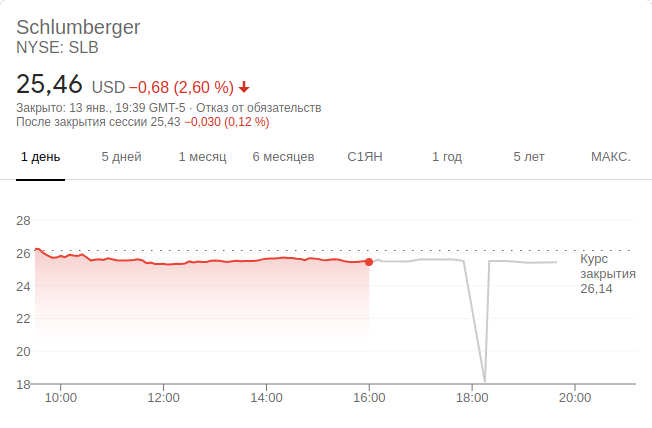 Schlumberger
NYSE: SLB
25,46 USD −0,68 (2,60 %)
Закрыто: 13 янв., 19:39 GMT-5 · Отказ от обязательств
После закрытия сессии 25,43 −0,030 (0,12 %)
1 день 5 дней 1 месяц 6 месяцев С1ЯН 1 год 5 лет МАКС.
28
26
24
22
20
18
Курс
закрытия
26,14
10:00 12:00 14:00 16:00 18:00 20:00